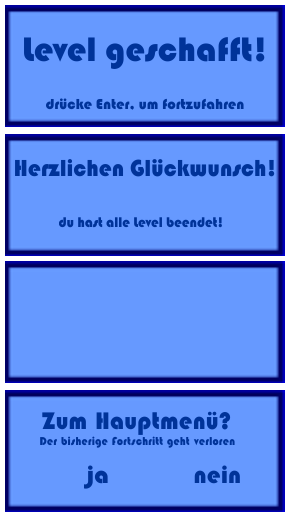 Level geschafft!
drücke Enter, um fortzufahren
Herzlichen Glückwunsch!
du hast alle Level beendet!
Zum Hauptmenü?
Der bisherige Fortschritt geht verloren
ja nein